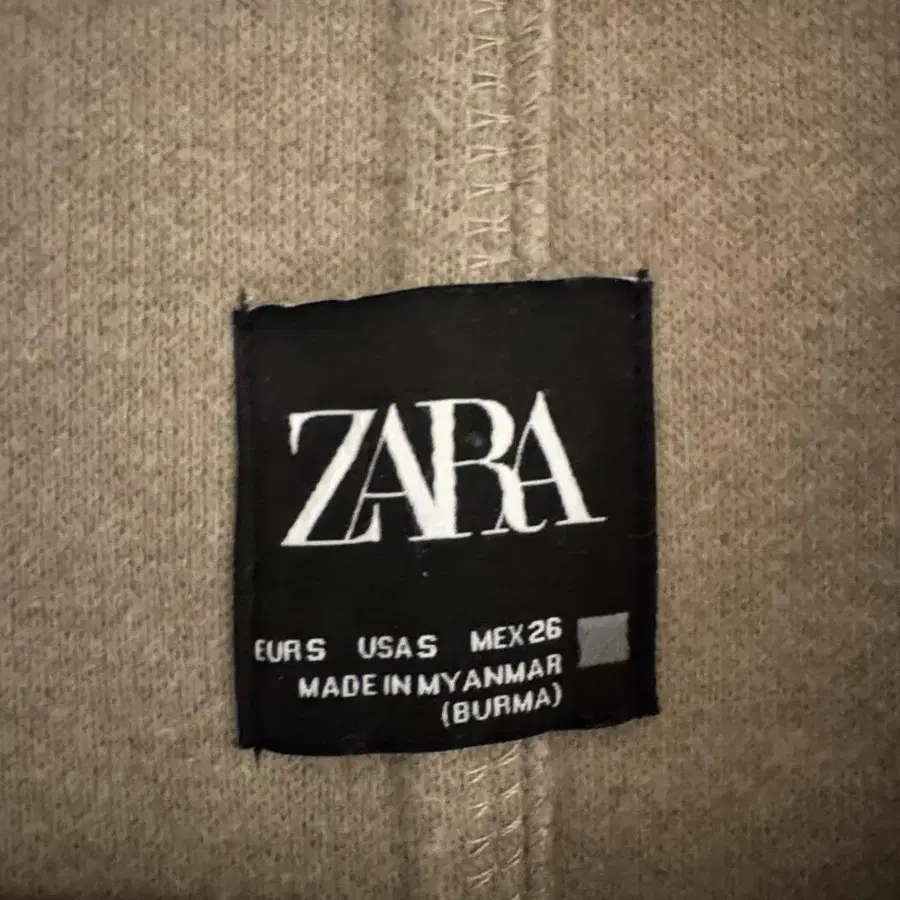 ZARA
EUR S USA S MEX 26
MADE IN MYANMAR
(BURMA)